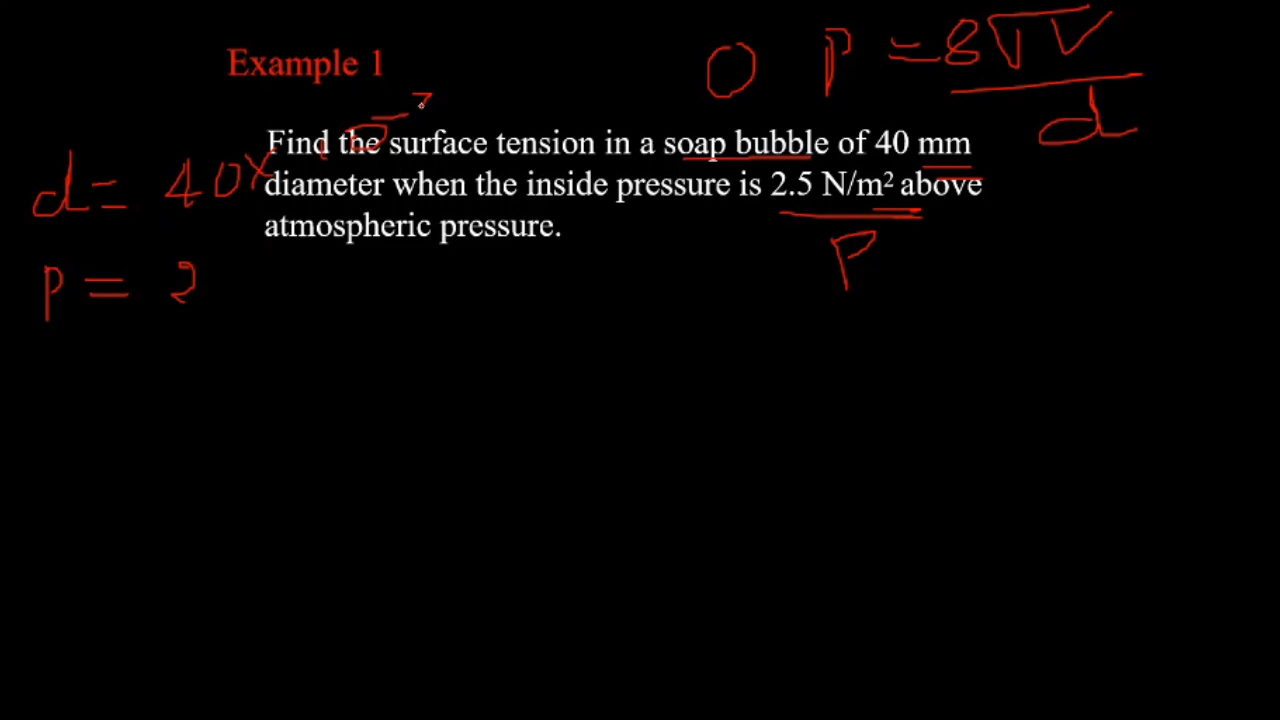 Example 1
O P = 8σ / d
Find the surface tension in a soap bubble of 40 mm
diameter when the inside pressure is 2.5 N/m² above
atmospheric pressure.
d = 40×10⁻
P
P = 2